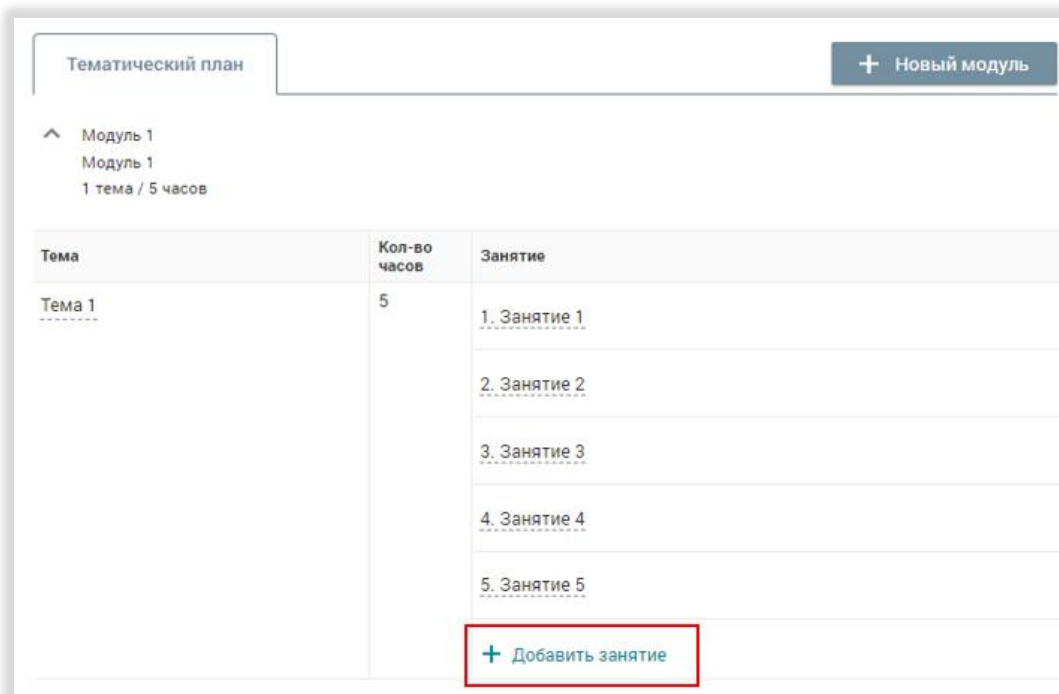 Тематический план
+ Новый модуль
Модуль 1
Модуль 1
1 тема / 5 часов
Тема
Кол-во
часов
Занятие
Тема 1
5
1. Занятие 1
2. Занятие 2
3. Занятие 3
4. Занятие 4
5. Занятие 5
+ Добавить занятие